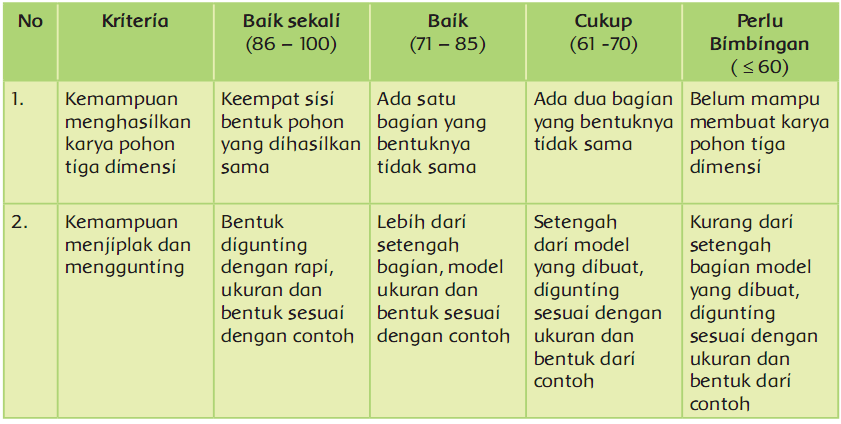 No
Kriteria
Baik sekali
(86 – 100)
Baik
(71 – 85)
Cukup
(61 -70)
Perlu
Bimbingan
( ≤ 60)
1.
Kemampuan
menghasilkan
karya pohon
tiga dimensi
Keempat sisi
bentuk pohon
yang dihasilkan
sama
Ada satu
bagian yang
bentuknya
tidak sama
Ada dua bagian
yang bentuknya
tidak sama
Belum mampu
membuat karya
pohon tiga
dimensi
2.
Kemampuan
menjiplak dan
menggunting
Bentuk
digunting
dengan rapi,
ukuran dan
bentuk sesuai
dengan contoh
Lebih dari
setengah
bagian, model
ukuran dan
bentuk sesuai
dengan contoh
Setengah
dari model
yang dibuat,
digunting
sesuai dengan
ukuran dan
bentuk dari
contoh
Kurang dari
setengah
bagian model
yang dibuat,
digunting
sesuai dengan
ukuran dan
bentuk dari
contoh